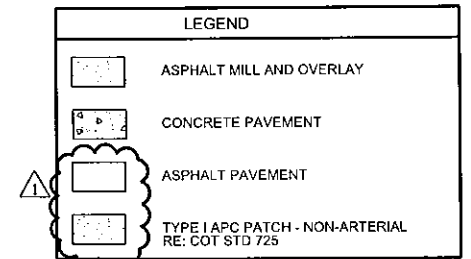 LEGEND
ASPHALT MILL AND OVERLAY
CONCRETE PAVEMENT
1
ASPHALT PAVEMENT
TYPE I APC PATCH - NON-ARTERIAL
RE: COT STD 725